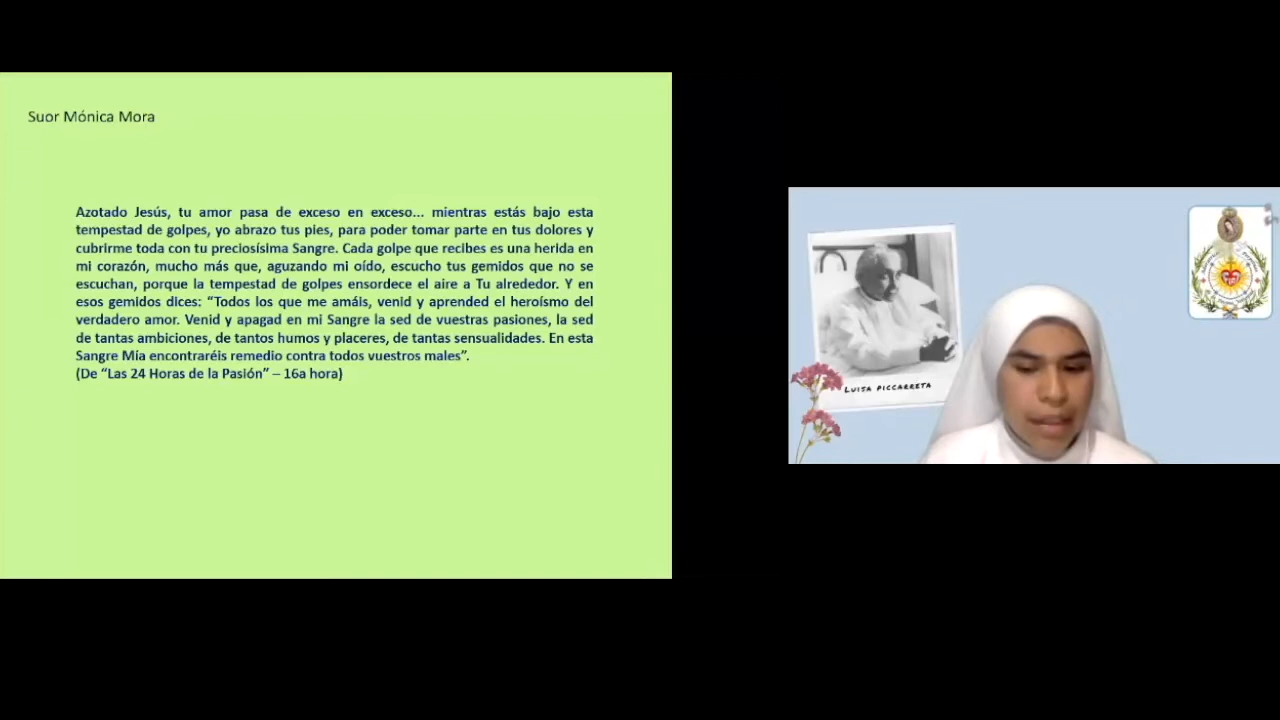 Suor Mónica Mora
Azotado Jesús, tu amor pasa de exceso en exceso... mientras estás bajo esta
tempestad de golpes, yo abrazo tus pies, para poder tomar parte en tus dolores y
cubrirme toda con tu preciosísima Sangre. Cada golpe que recibes es una herida en
mi corazón, mucho más que, aguzando mi oído, escucho tus gemidos que no se
escuchan, porque la tempestad de golpes ensordece el aire a Tu alrededor. Y en
esos gemidos dices: “Todos los que me amáis, venid y aprended el heroísmo del
verdadero amor. Venid y apagad en mi Sangre la sed de vuestras pasiones, la sed
de tantas ambiciones, de tantos humos y placeres, de tantas sensualidades. En esta
Sangre Mía encontraréis remedio contra todos vuestros males”.
(De “Las 24 Horas de la Pasión” – 16a hora)
LUISA PICCARRETA